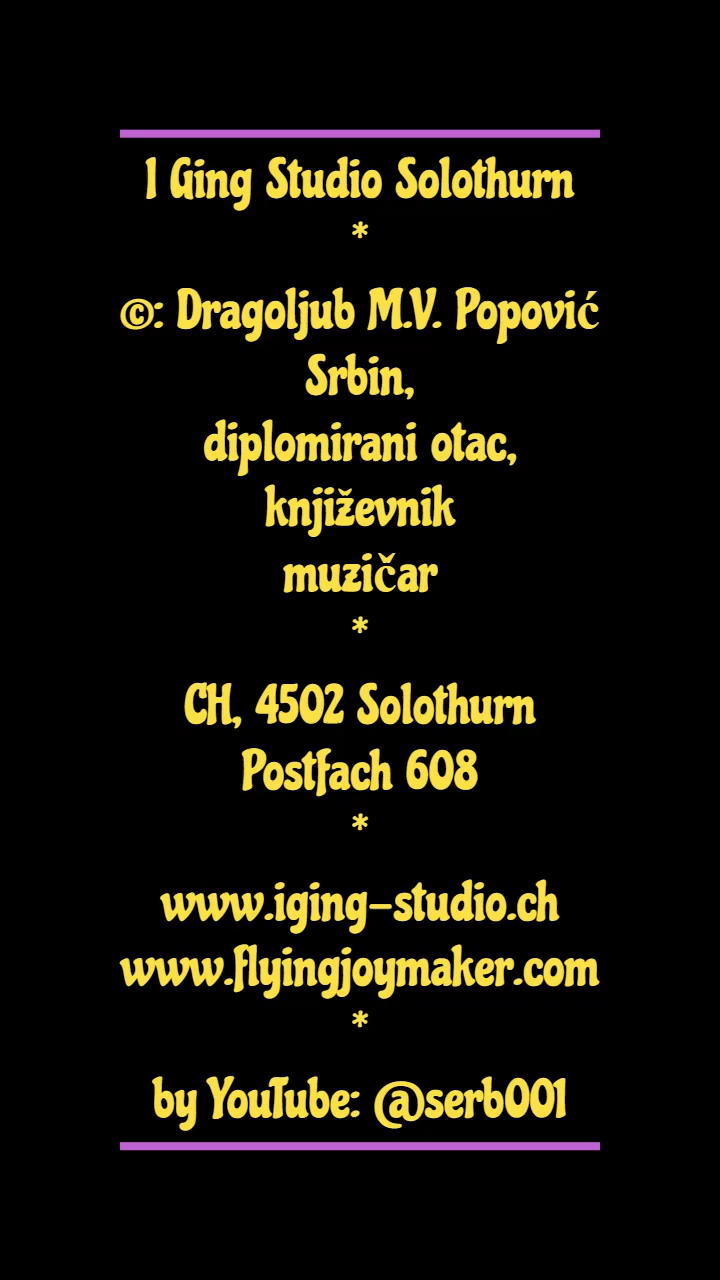 I Ging Studio Solothurn
*
©: Dragoljub M.V. Popović
Srbin,
diplomirani otac,
književnik
muzičar
*
CH, 4502 Solothurn
Postfach 608
*
www.iging-studio.ch
www.flyingjoymaker.com
*
by YouTube: @serb001